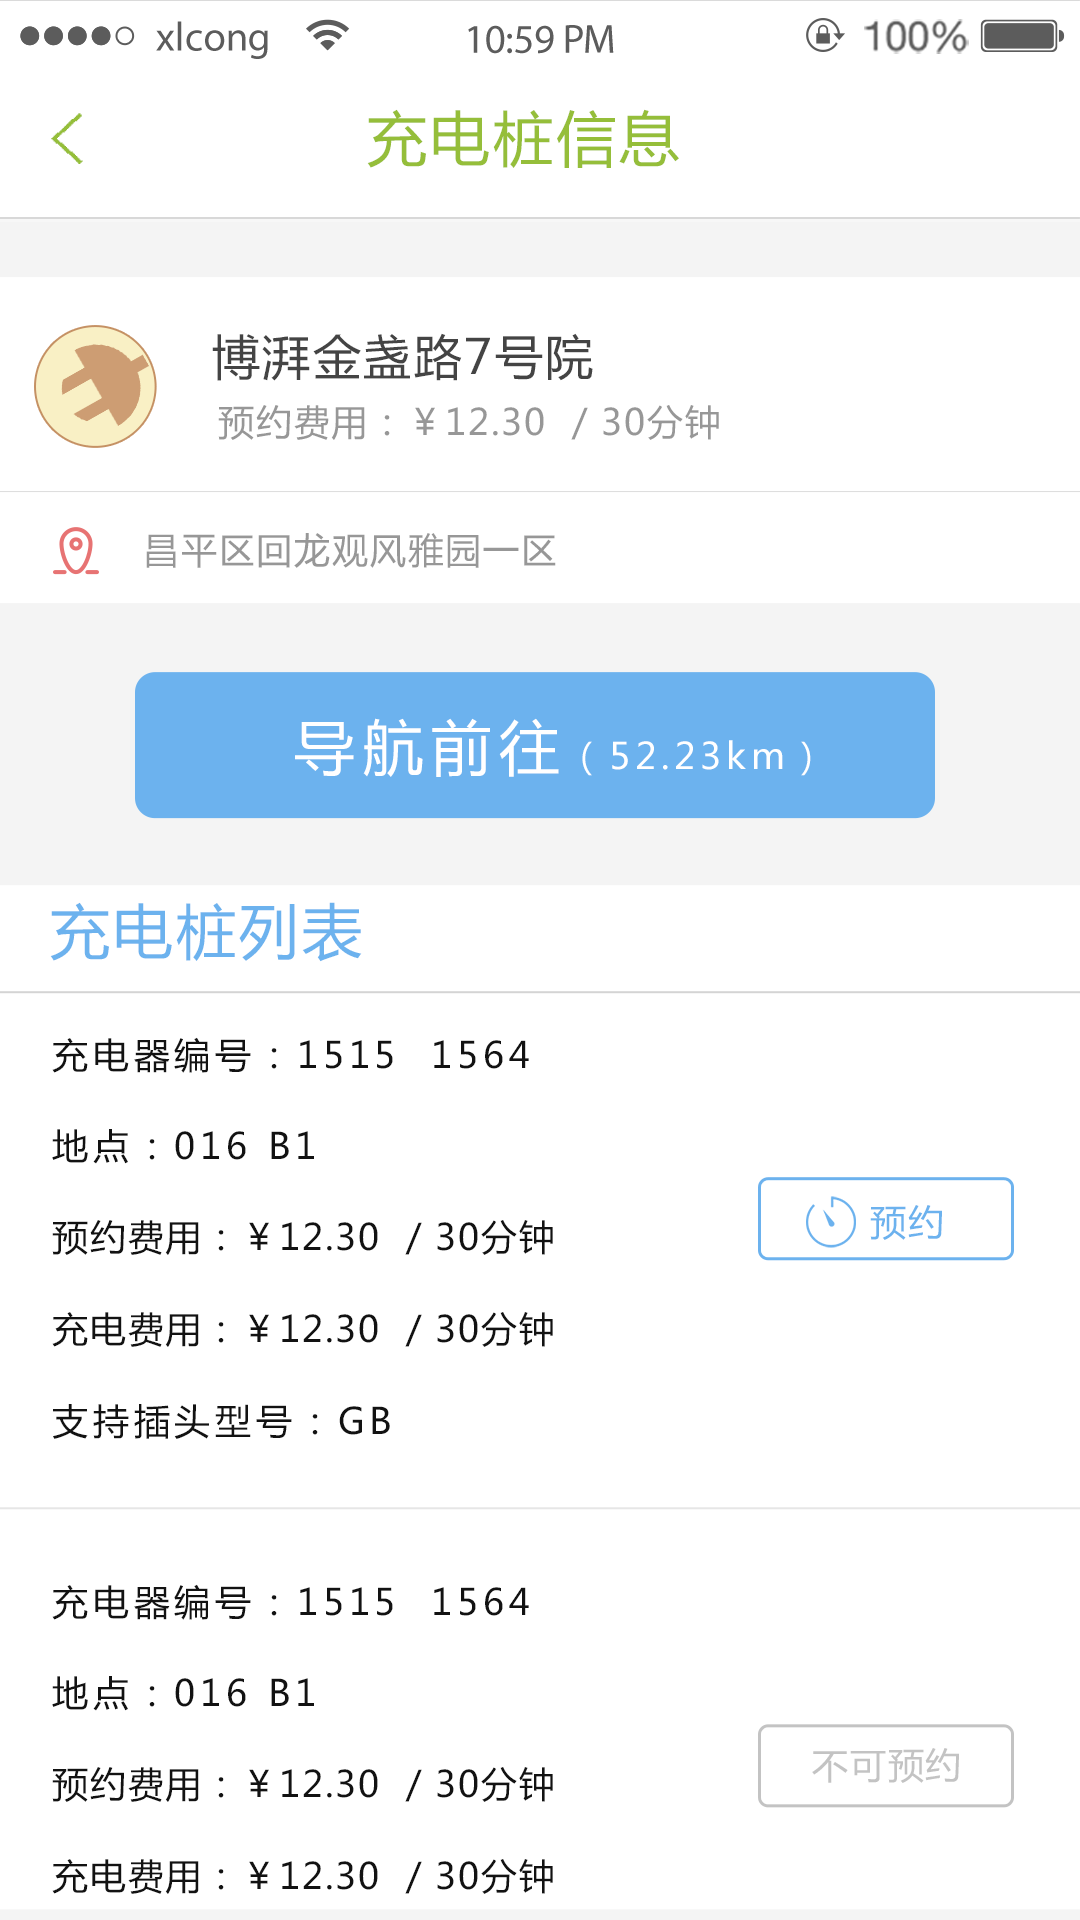 xlcong 10:59 PM 100%
充电桩信息
博湃金盏路7号院
预约费用：￥12.30 / 30分钟
昌平区回龙观风雅园一区
导航前往（52.23km）
充电桩列表
充电器编号：1515 1564
地点：016 B1
预约费用：￥12.30 / 30分钟
预约
充电费用：￥12.30 / 30分钟
支持插头型号：GB
充电器编号：1515 1564
地点：016 B1
预约费用：￥12.30 / 30分钟
不可预约
充电费用：￥12.30 / 30分钟